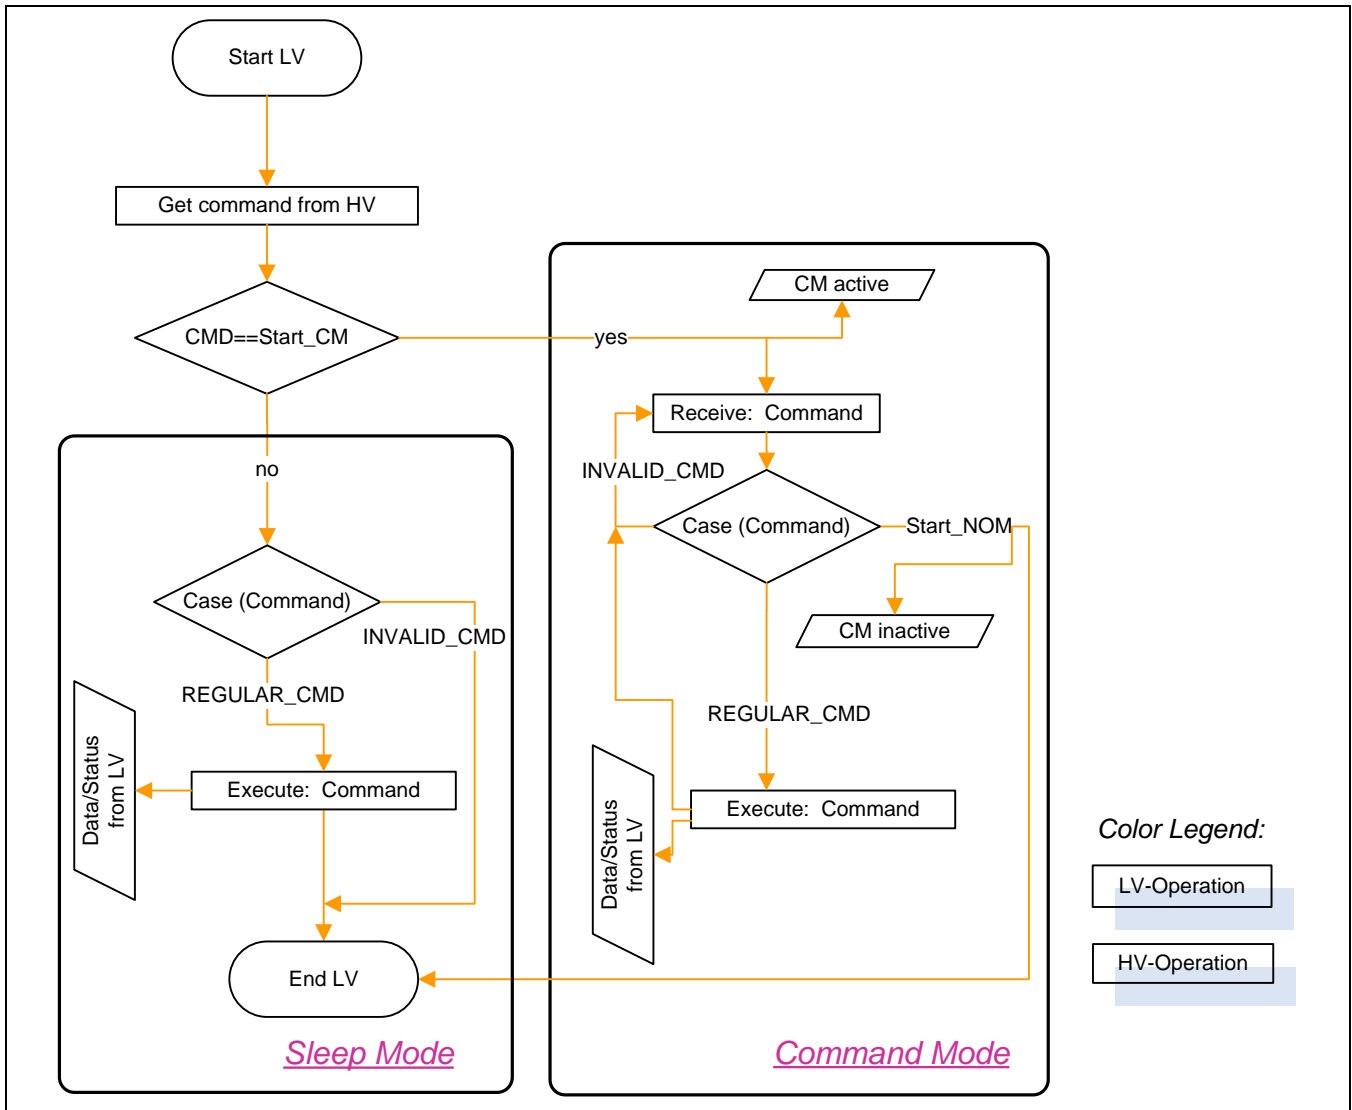 Start LV
Get command from HV
CMD==Start_CM
yes
no
CM active
Receive: Command
INVALID_CMD
Case (Command)
Start_NOM
CM inactive
REGULAR_CMD
Execute: Command
Data/Status
from LV
Command Mode
Case (Command)
INVALID_CMD
REGULAR_CMD
Execute: Command
Data/Status
from LV
End LV
Sleep Mode
Color Legend:
LV-Operation
HV-Operation